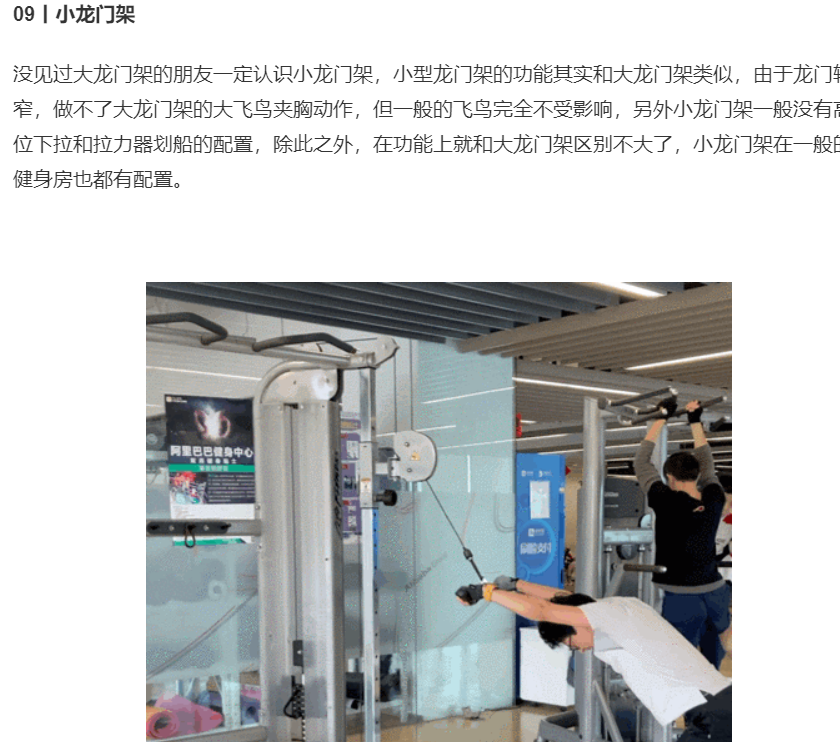 09丨小龙门架
没见过大龙门架的朋友一定认识小龙门架，小型龙门架的功能其实和大龙门架类似，由于龙门
窄，做不了大龙门架的大飞鸟夹胸动作，但一般的飞鸟完全不受影响，另外小龙门架一般没有高
位下拉和拉力器划船的配置，除此之外，在功能上就和大龙门架区别不大了，小龙门架在一般的
健身房也都有配置。
阿里巴巴健身中心